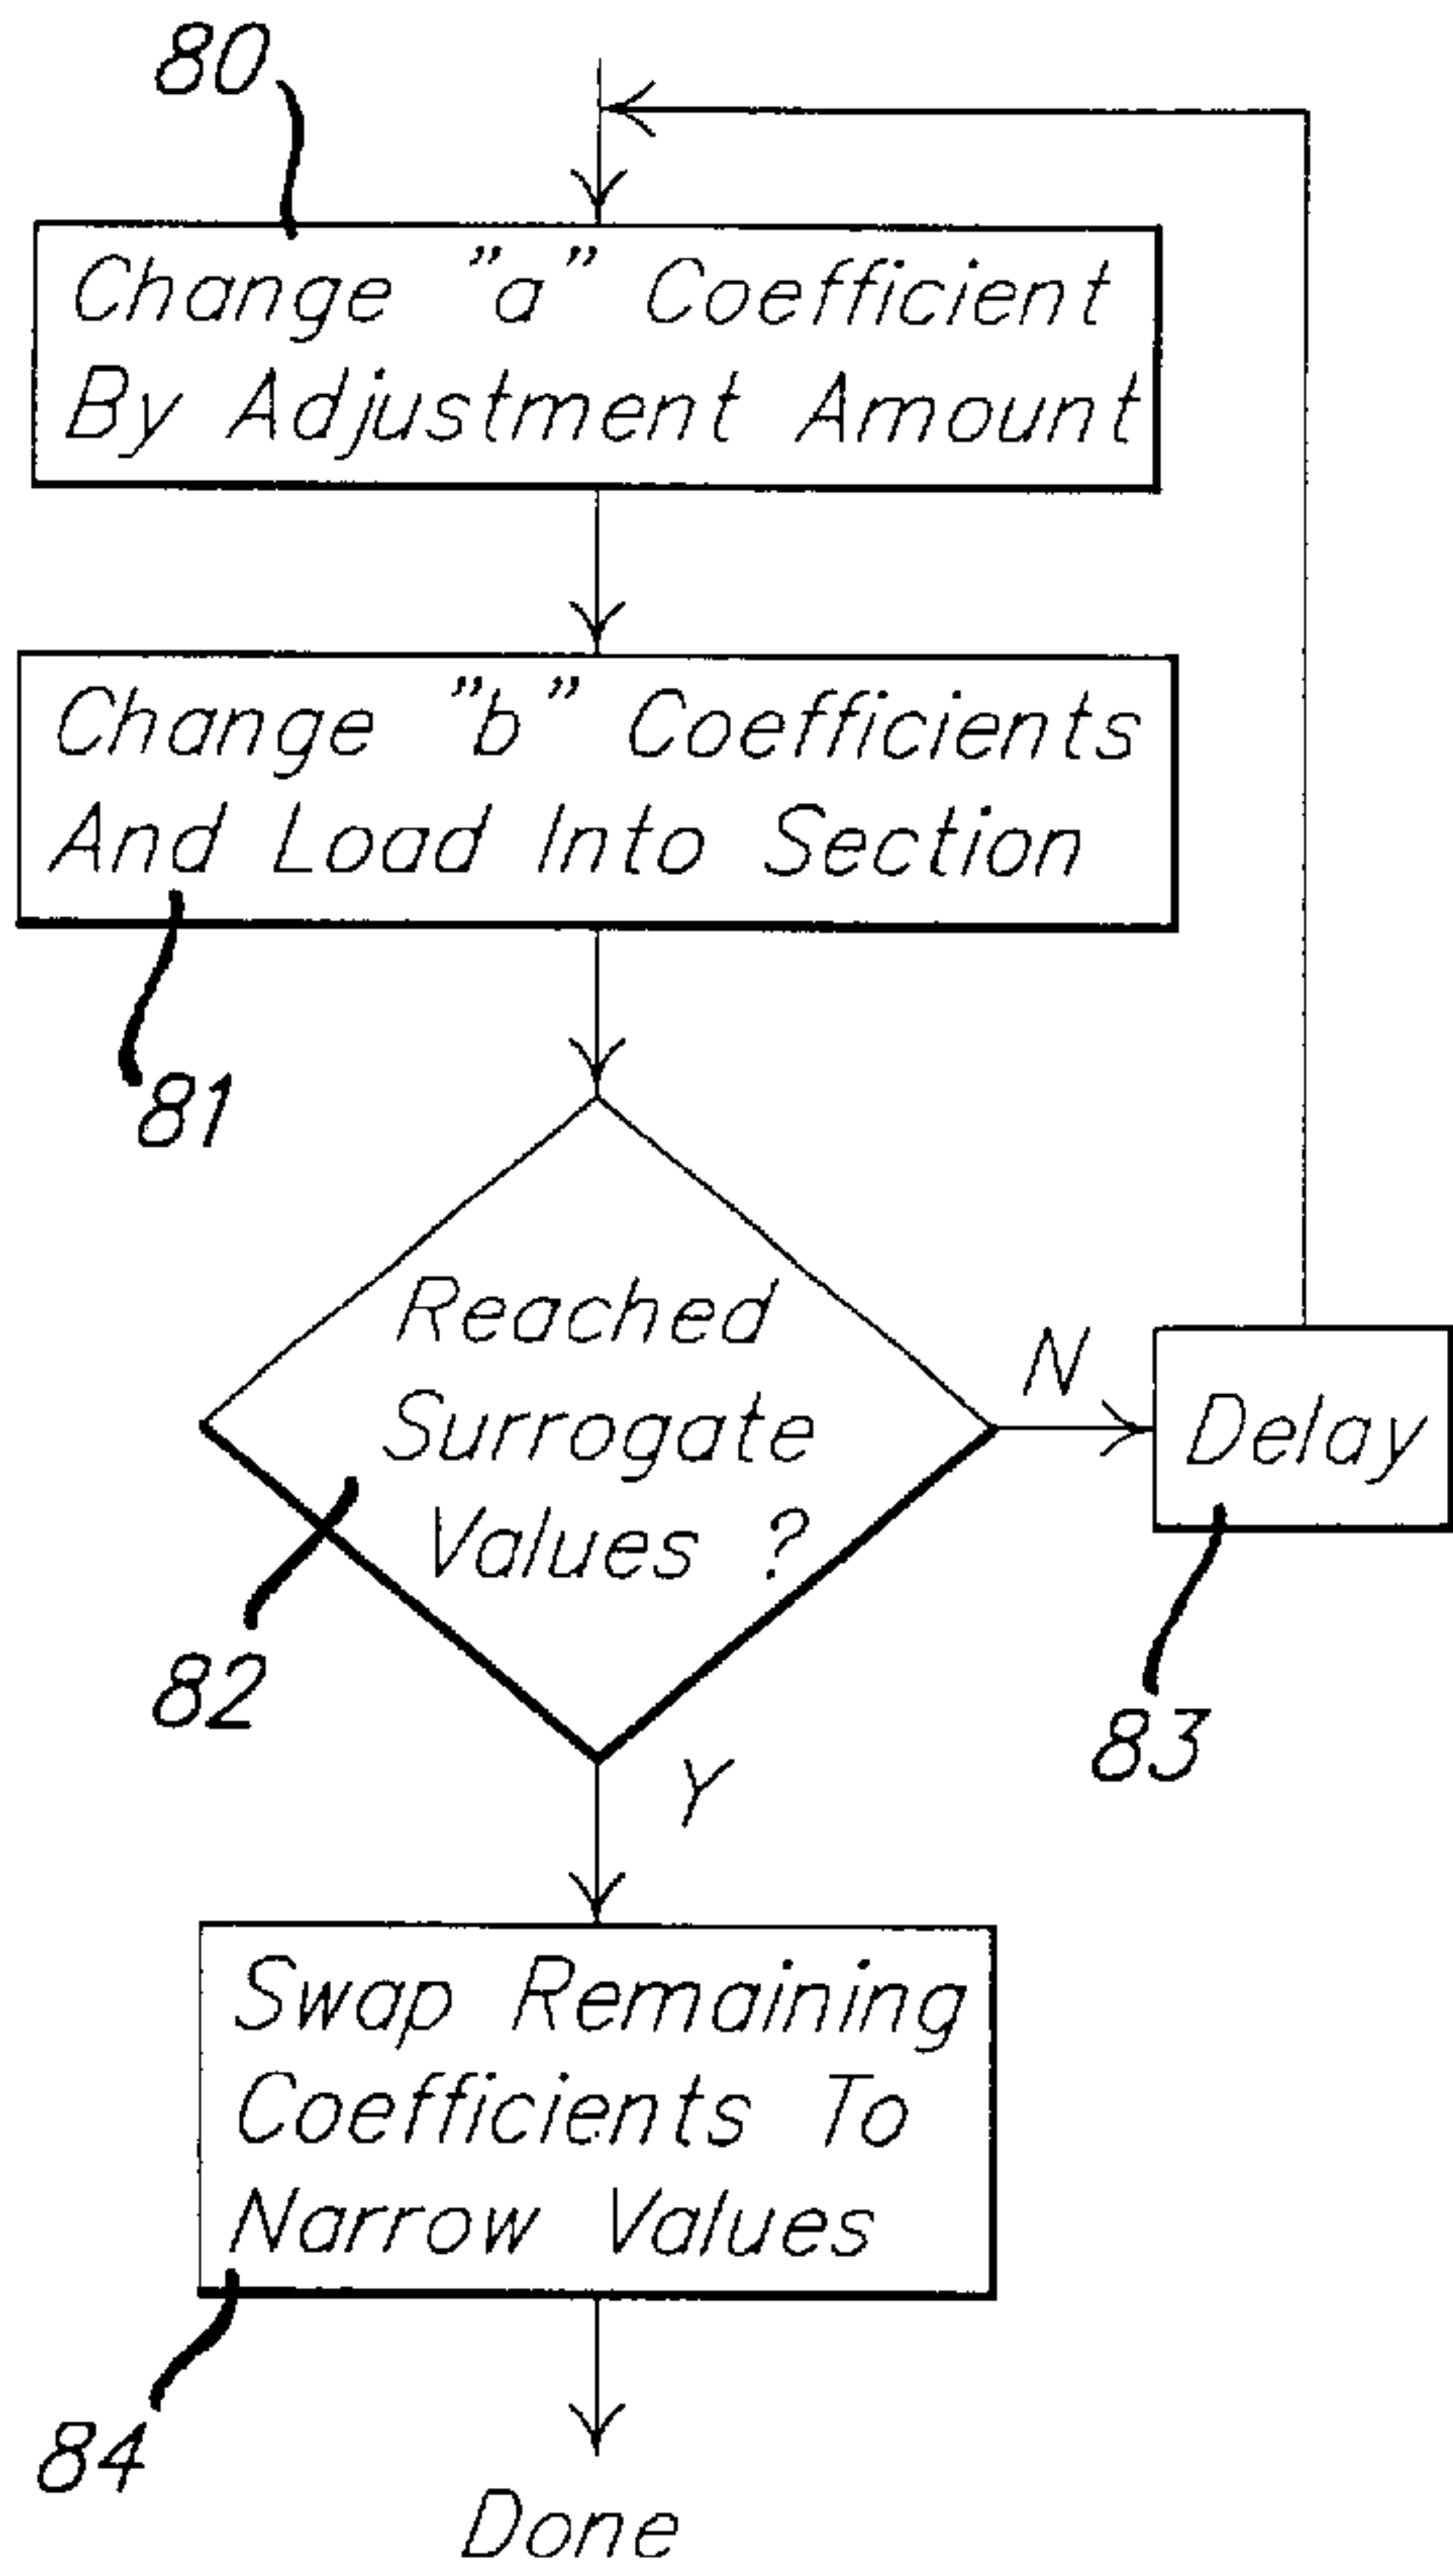 80
Change "a" Coefficient
By Adjustment Amount
Change "b" Coefficients
And Load Into Section
81
Reached
Surrogate
Values ?
N
Delay
82
83
Y
Swap Remaining
Coefficients To
Narrow Values
84
Done